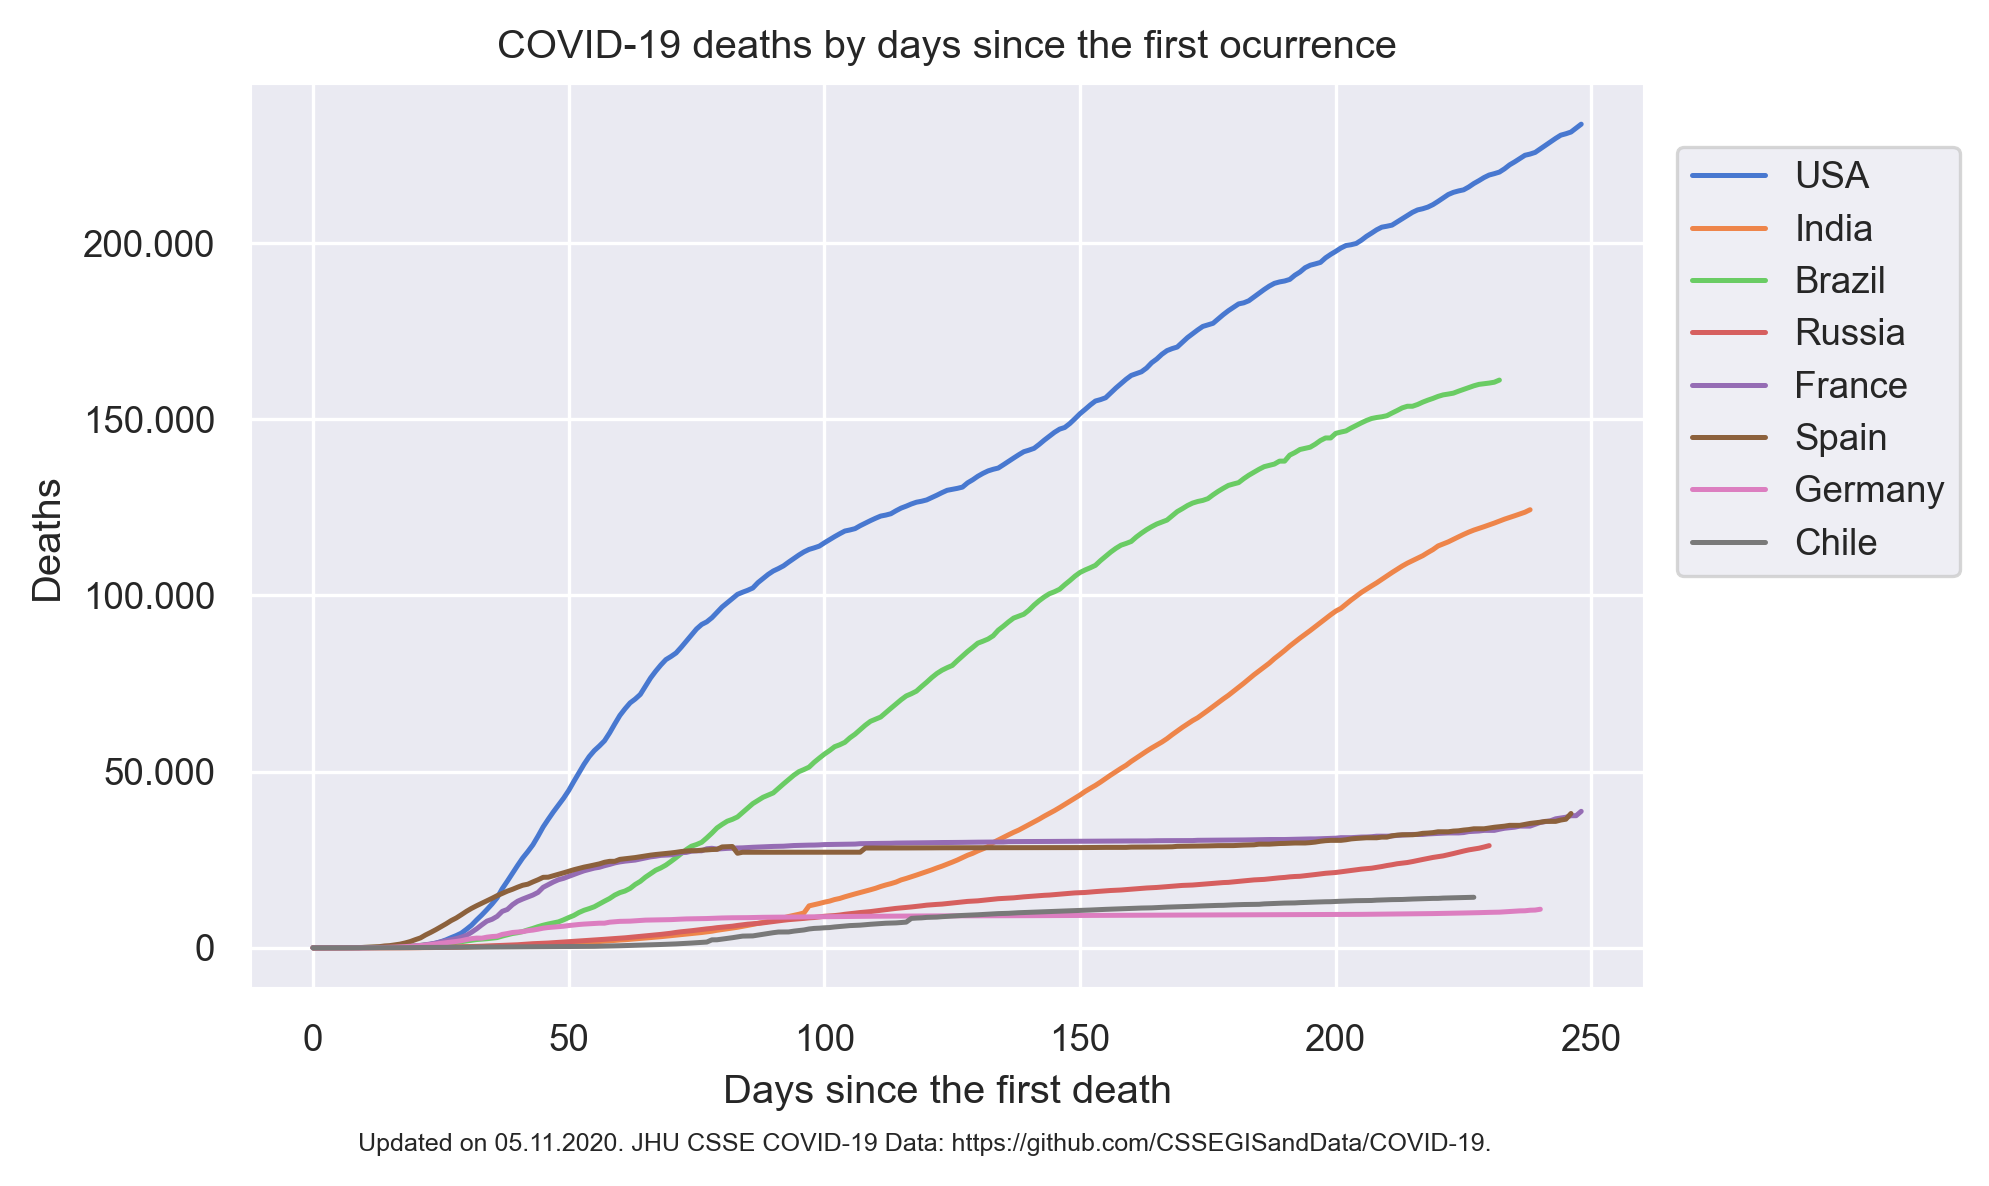 COVID-19 deaths by days since the first ocurrence
Deaths
200.000
150.000
100.000
50.000
0
0 50 100 150 200 250
Days since the first death
USA
India
Brazil
Russia
France
Spain
Germany
Chile
Updated on 05.11.2020. JHU CSSE COVID-19 Data: https://github.com/CSSEGISandData/COVID-19.